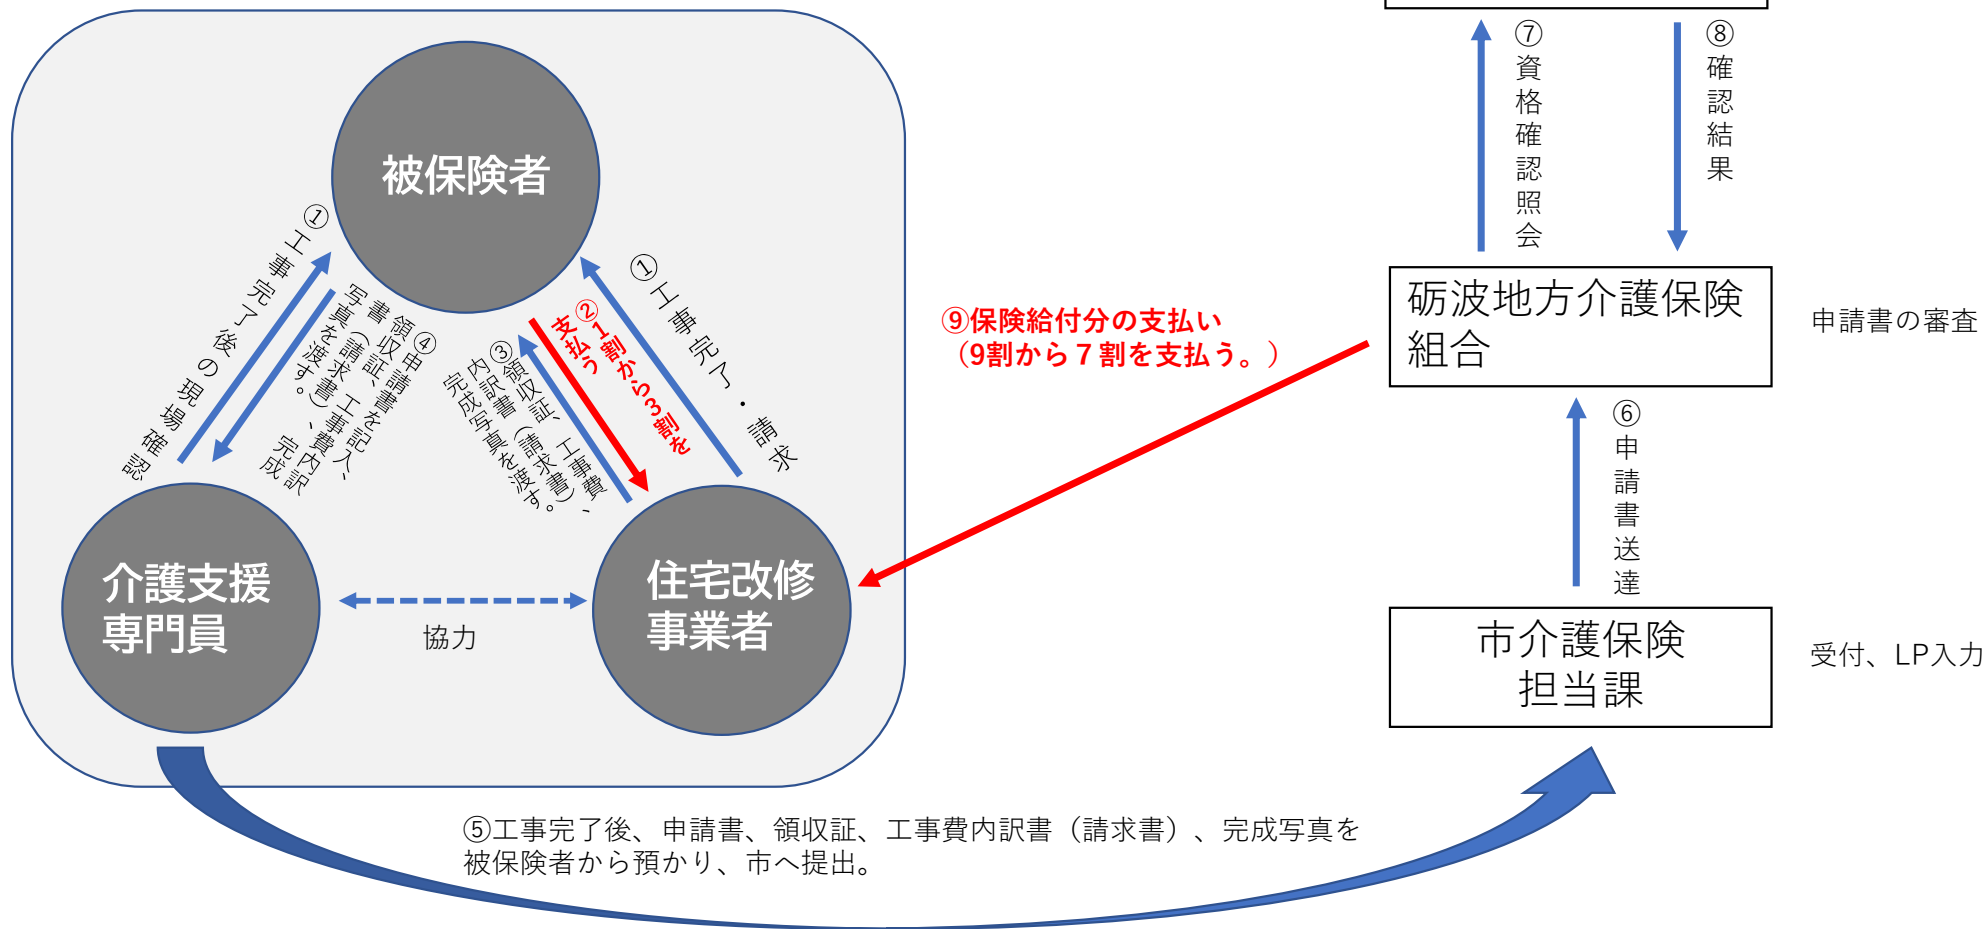 被保険者
①工事完了後の現場確認
④申請書を記入、
領収証、工事費内訳
書（請求書）、完成
写真を渡す。
③領収証、工事費
内訳書（請求書）、
完成写真を渡す。
②1割から3割を
支払う
①工事完了・請求
介護支援
専門員
協力
住宅改修
事業者
⑨保険給付分の支払い
（9割から７割を支払う。）
⑦資格確認照会
⑧確認結果
砺波地方介護保険
組合
申請書の審査
⑥申請書送達
市介護保険
担当課
受付、LP入力
⑤工事完了後、申請書、領収証、工事費内訳書（請求書）、完成写真を
被保険者から預かり、市へ提出。